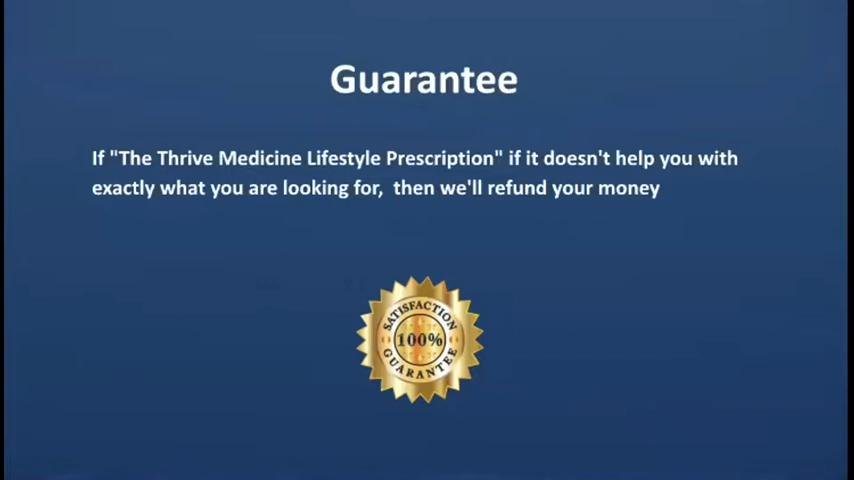 Guarantee
If "The Thrive Medicine Lifestyle Prescription" if it doesn't help you with
exactly what you are looking for,  then we'll refund your money
SATISFACTION
100%
GUARANTEE